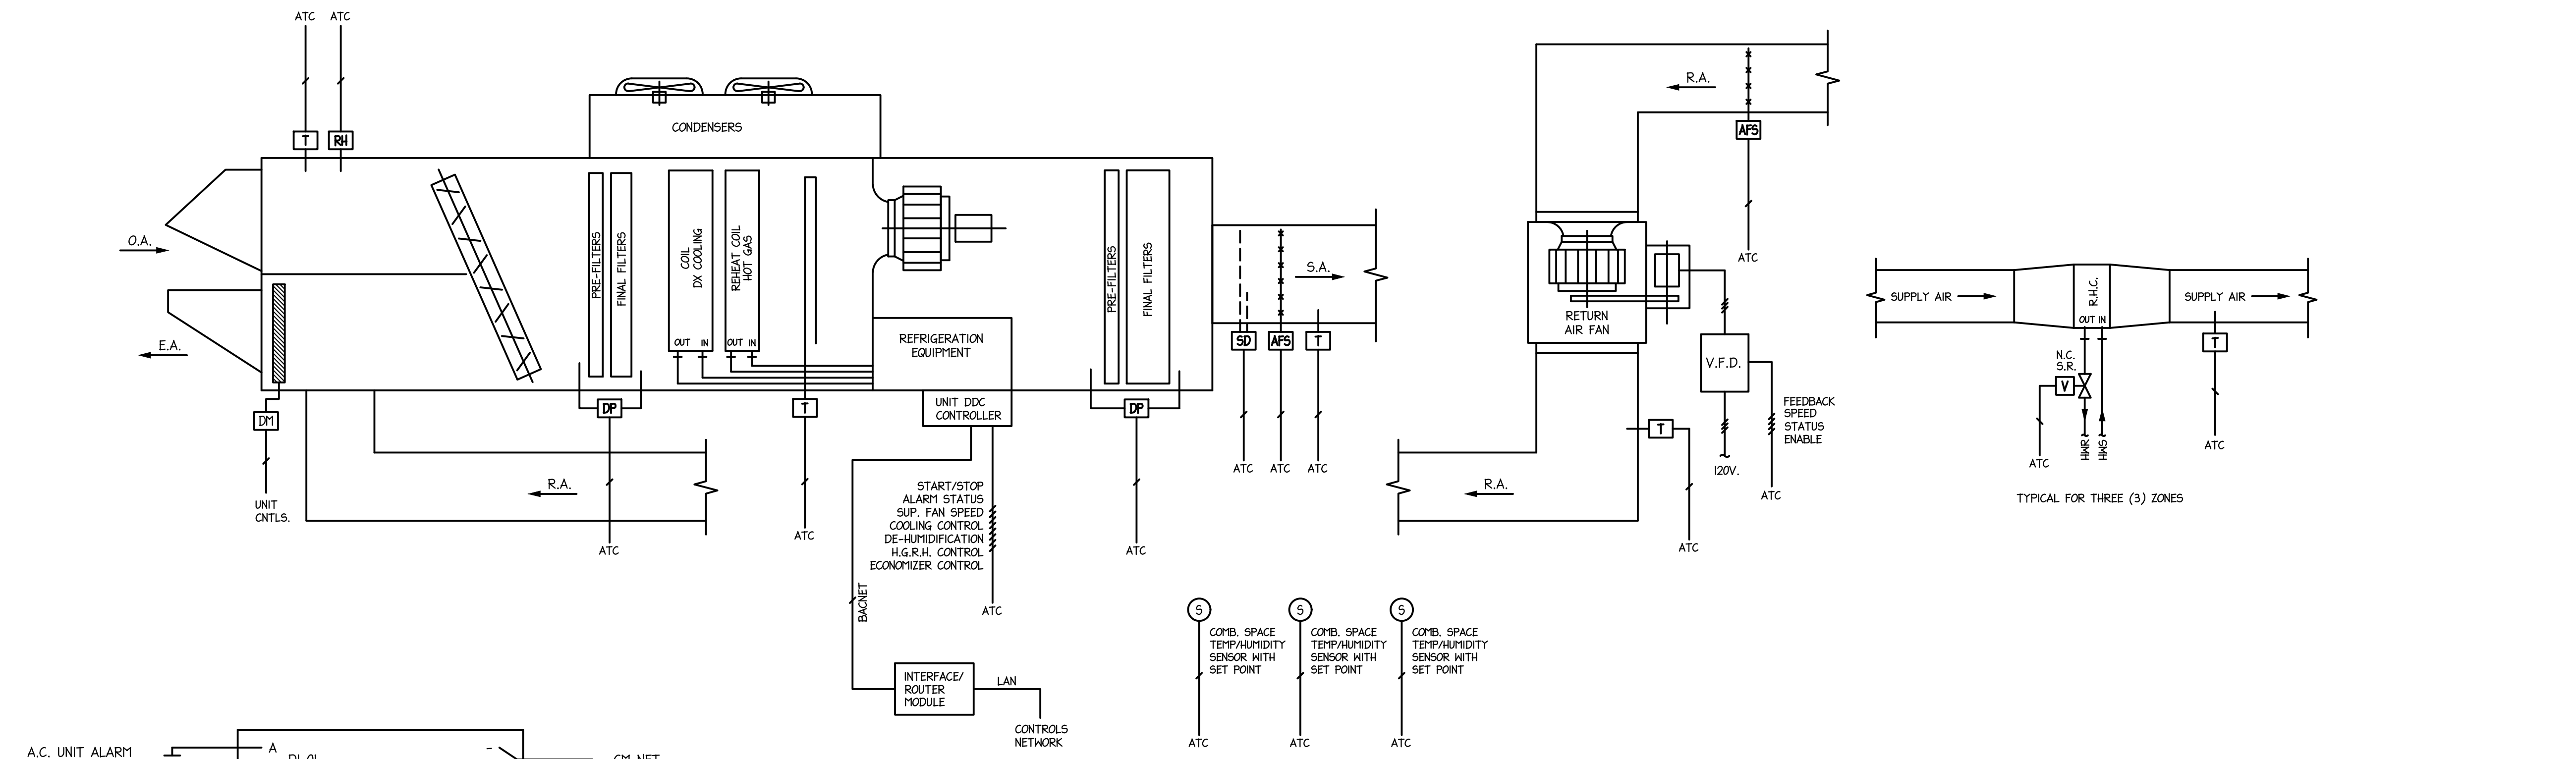 ATC ATC
T RH
CONDENSERS
O.A.
E.A.
DM
UNIT
CNTLS.
PRE-FILTERS
FINAL FILTERS
COIL
DX COOLING
REHEAT COIL
HOT GAS
OUT IN OUT IN
DP
ATC
T
ATC
R.A.
REFRIGERATION
EQUIPMENT
UNIT DDC
CONTROLLER
START/STOP
ALARM STATUS
SUP. FAN SPEED
COOLING CONTROL
DE-HUMIDIFICATION
H.G.R.H. CONTROL
ECONOMIZER CONTROL
ATC
BACNET
INTERFACE/
ROUTER
MODULE
LAN
CONTROLS
NETWORK
PRE-FILTERS
FINAL FILTERS
DP
ATC
S.A.
SD AFS T
ATC ATC ATC
R.A.
AFS
ATC
RETURN
AIR FAN
V.F.D.
120V.
FEEDBACK
SPEED
STATUS
ENABLE
ATC
T
ATC
R.A.
S
COMB. SPACE
TEMP/HUMIDITY
SENSOR WITH
SET POINT
ATC
S
COMB. SPACE
TEMP/HUMIDITY
SENSOR WITH
SET POINT
ATC
S
COMB. SPACE
TEMP/HUMIDITY
SENSOR WITH
SET POINT
ATC
SUPPLY AIR
R.H.C.
OUT IN
SUPPLY AIR
N.C.
S.R.
V
ATC
HWR
HWS
T
ATC
TYPICAL FOR THREE (3) ZONES
A.C. UNIT ALARM
A
-